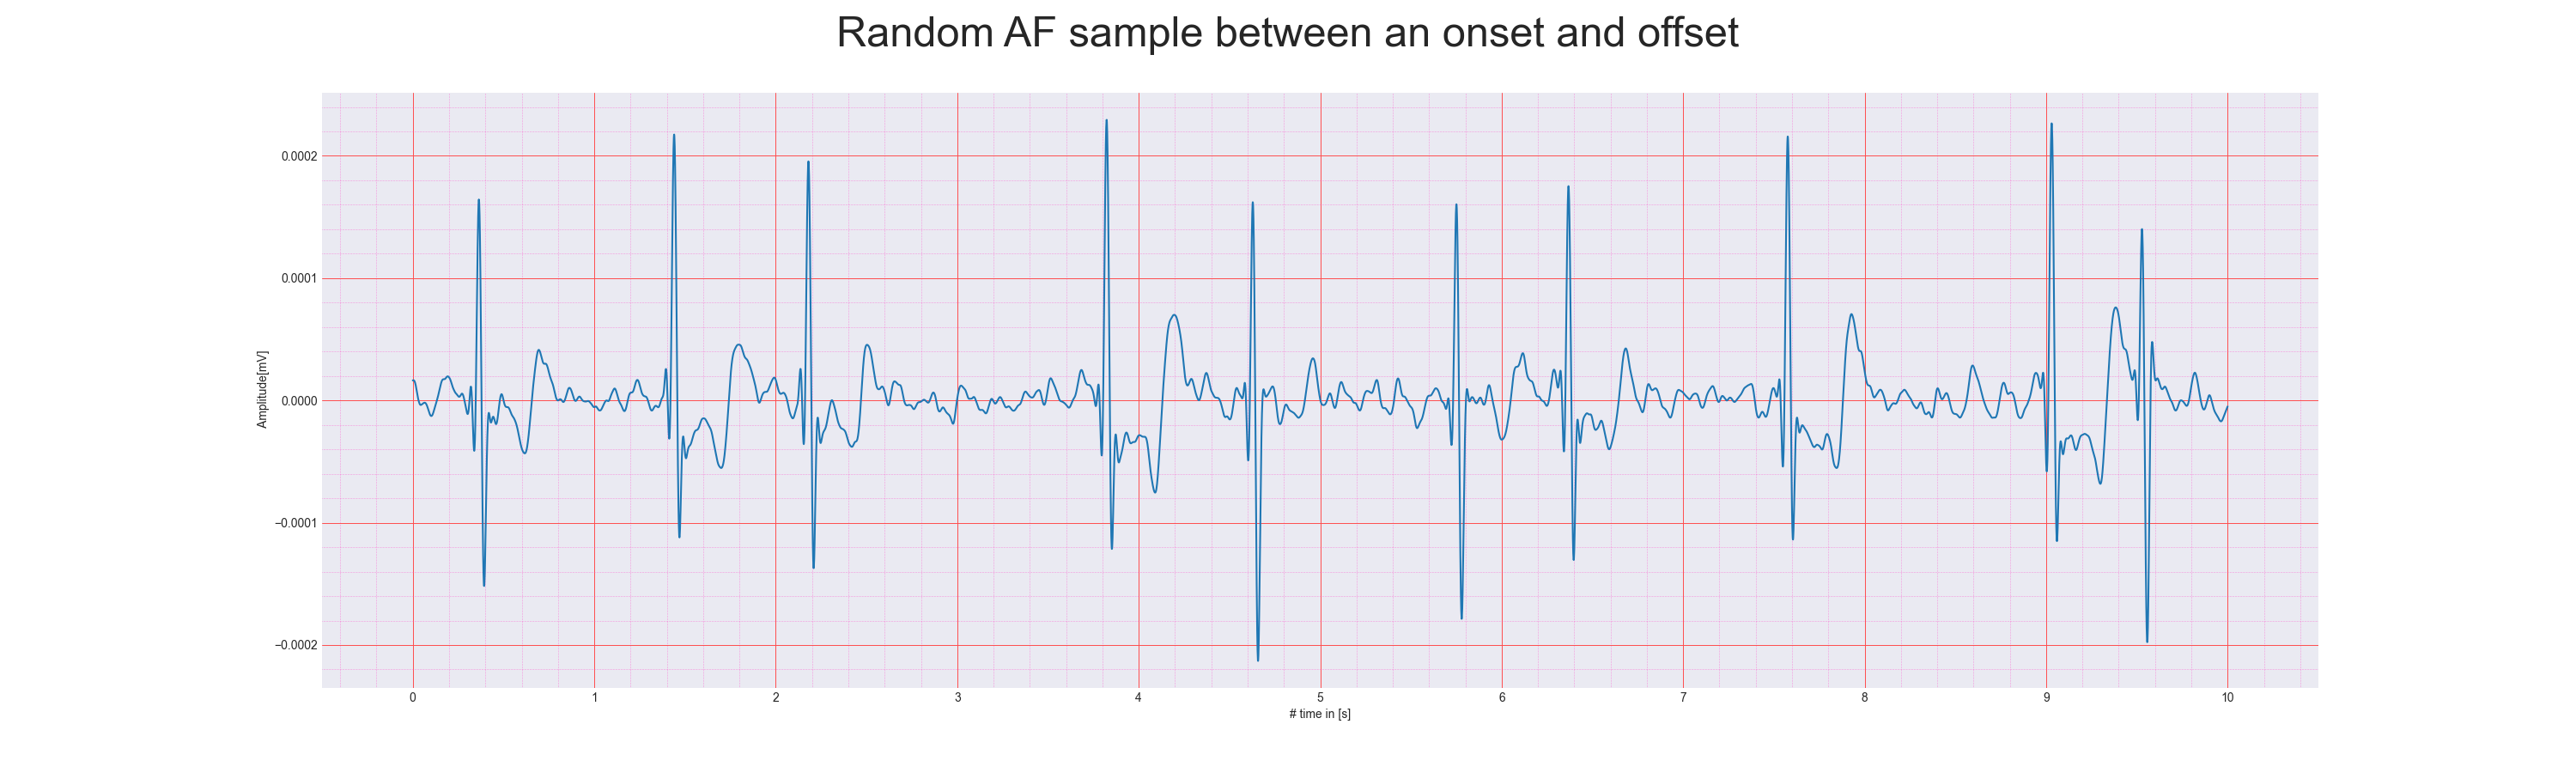 Random AF sample between an onset and offset
0.0002
0.0001
0.0000
−0.0001
−0.0002
Amplitude[mV]
0 1 2 3 4 5 6 7 8 9 10
# time in [s]